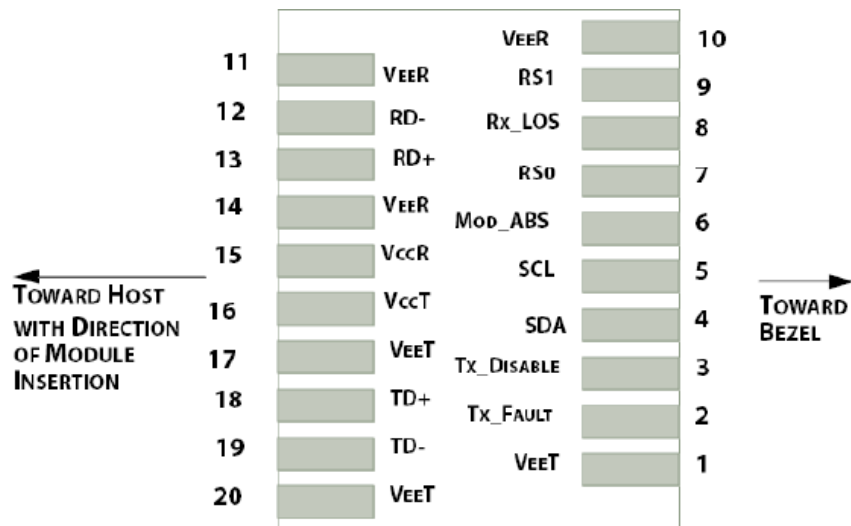 VEER 10
11 VEER RS1 9
12 RD- RX_LOS 8
13 RD+ RS0 7
14 VEER MOD_ABS 6
15 VCCR SCL 5
TOWARD HOST
WITH DIRECTION
OF MODULE
INSERTION
TOWARD
BEZEL
16 VCCT SDA 4
17 VEET TX_DISABLE 3
18 TD+ TX_FAULT 2
19 TD- VEET 1
20 VEET